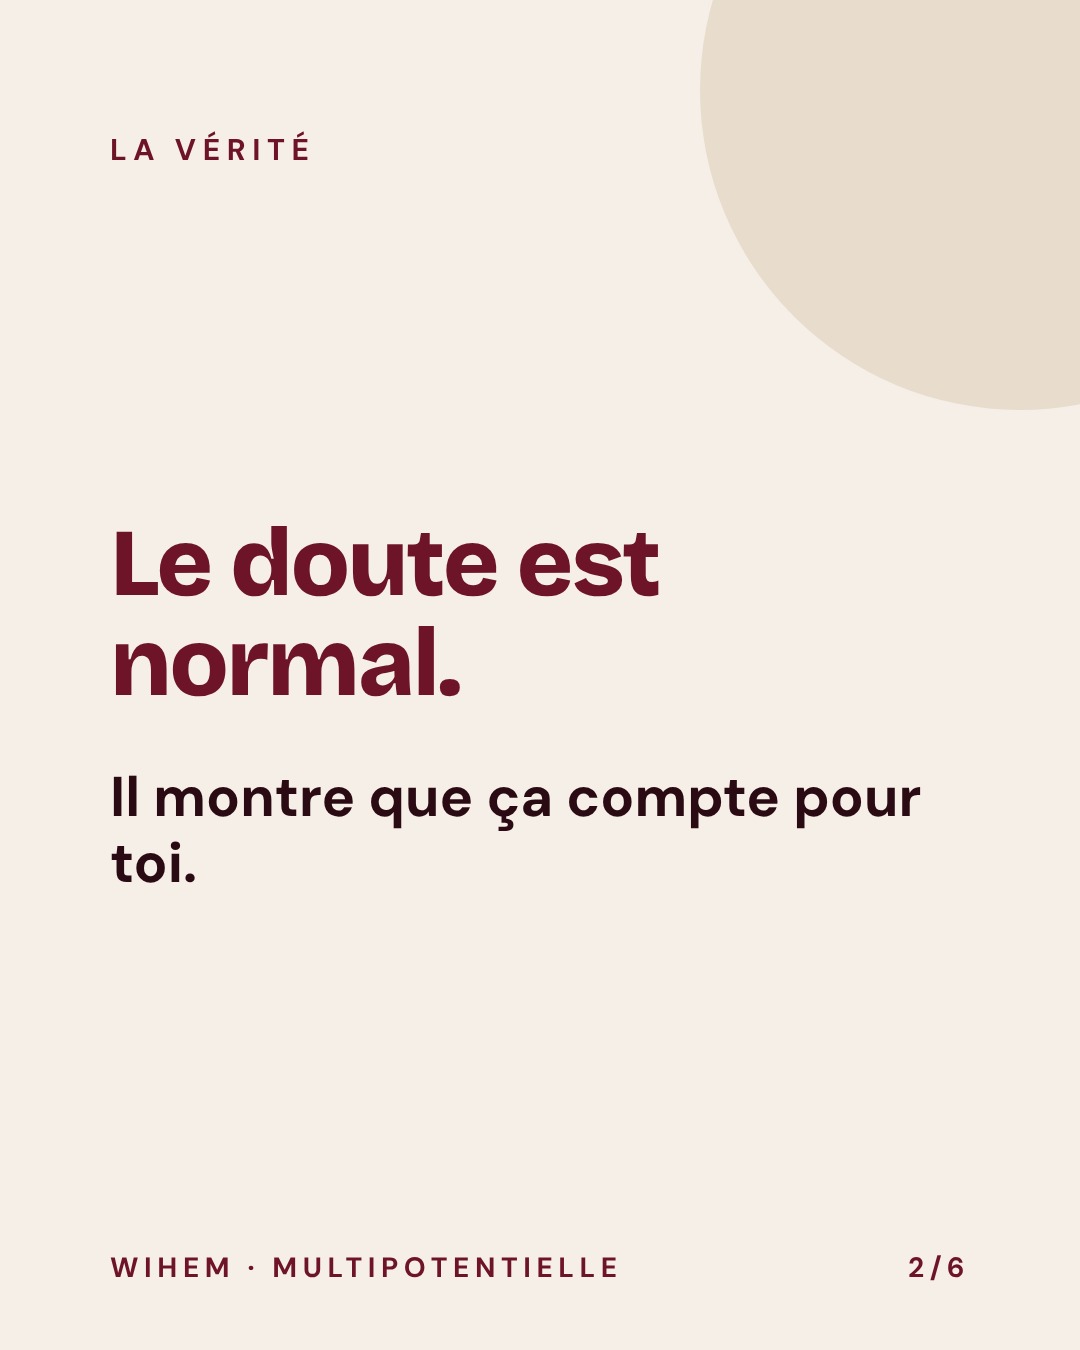 LA VÉRITÉ
Le doute est
normal.
Il montre que ça compte pour
toi.
WIHEM · MULTIPOTENTIELLE
2/6